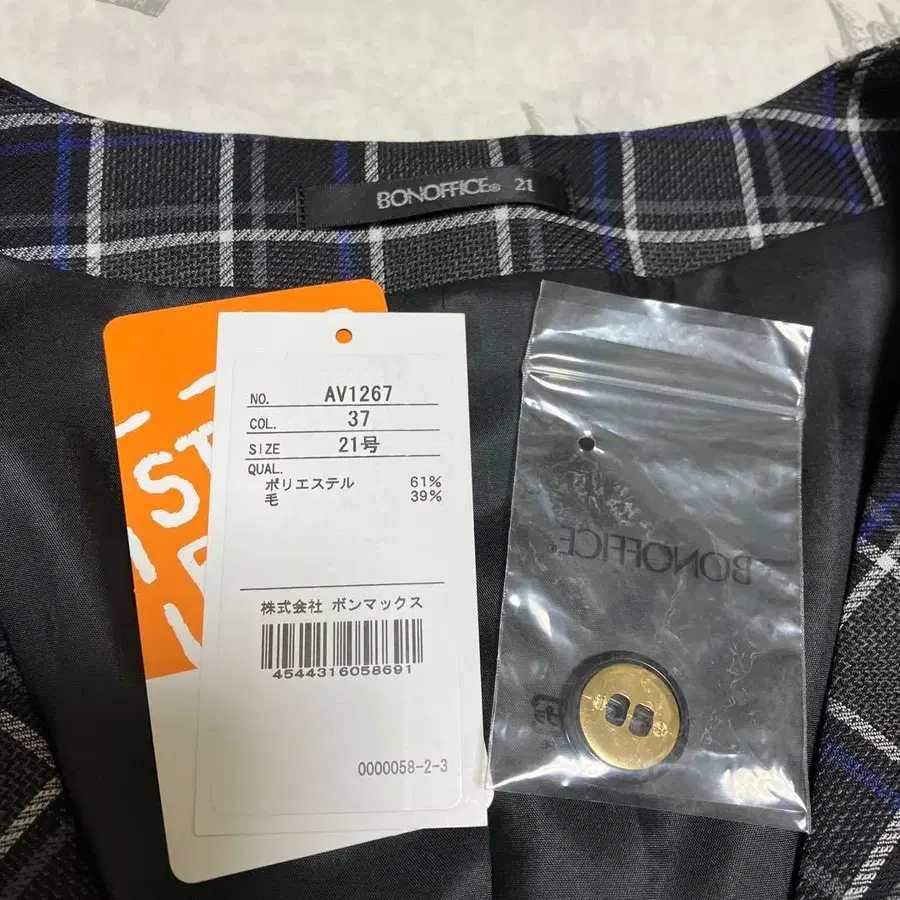 BONOFFICE® 21
NO. AV1267
COL. 37
SIZE 21号
QUAL.
ポリエステル 61%
毛 39%
株式会社 ボンマックス
4544316058691
0000058-2-3
BONOFFICE®